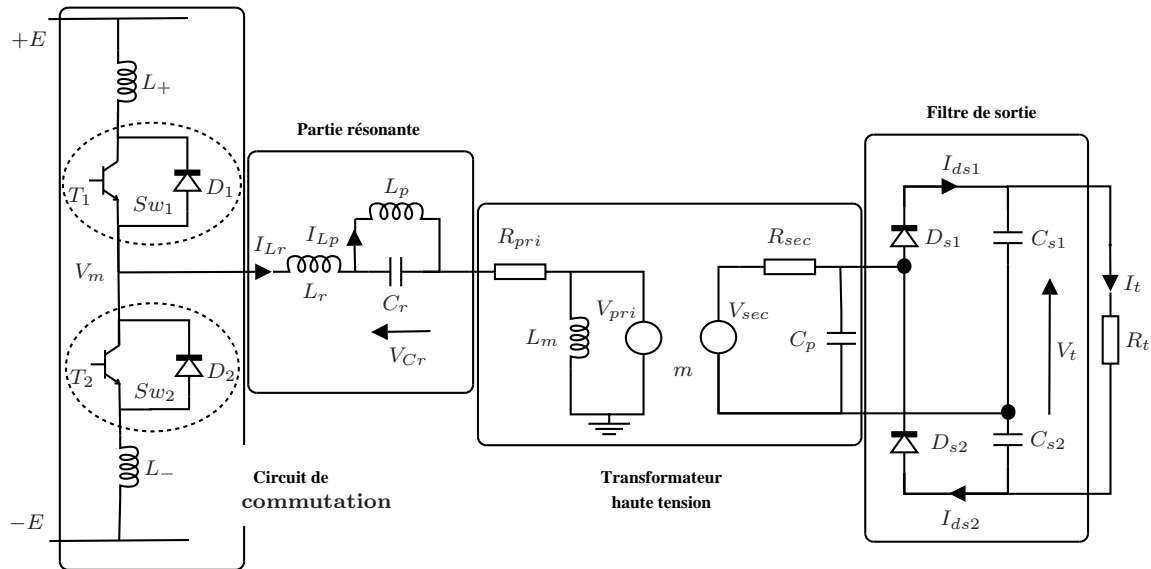 +E
L+
T1
Sw1
D1
Vm
T2
Sw2
D2
L−
−E
Circuit de
commutation
Partie résonante
ILr
ILp
Lp
Lr
Cr
VCr
Rpri
Lm
Vpri
m
Vsec
Rsec
Cp
Transformateur
haute tension
Filtre de sortie
Ids1
Ds1
Cs1
Vt
It
Rt
Ds2
Cs2
Ids2